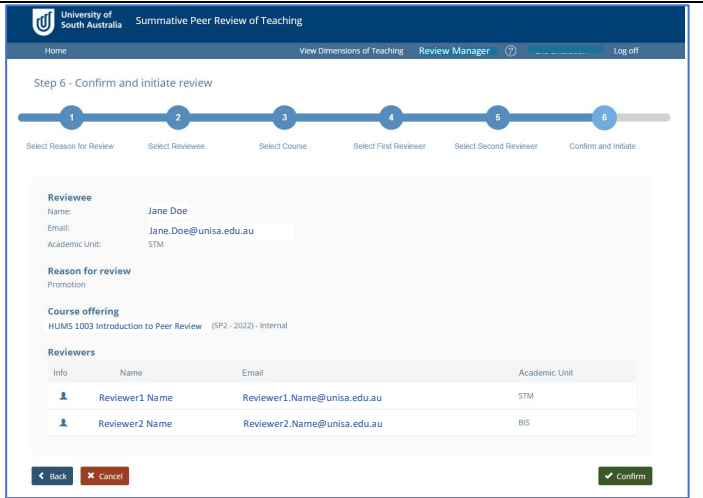 University of
South Australia
Summative Peer Review of Teaching
Home View Dimensions of Teaching Review Manager ? Log off
Step 6 - Confirm and initiate review
1 2 3 4 5 6
Select Reason for Review Select Reviewee Select Course Select First Reviewer Select Second Reviewer Confirm and Initiate
Reviewee
Name: Jane Doe
Email: Jane.Doe@unisa.edu.au
Academic Unit: STM
Reason for review
Promotion
Course offering
HUMS 1003 Introduction to Peer Review (SP2 - 2022) - Internal
Reviewers
Info Name Email Academic Unit
Reviewer1 Name Reviewer1.Name@unisa.edu.au STM
Reviewer2 Name Reviewer2.Name@unisa.edu.au BIS
Back Cancel Confirm